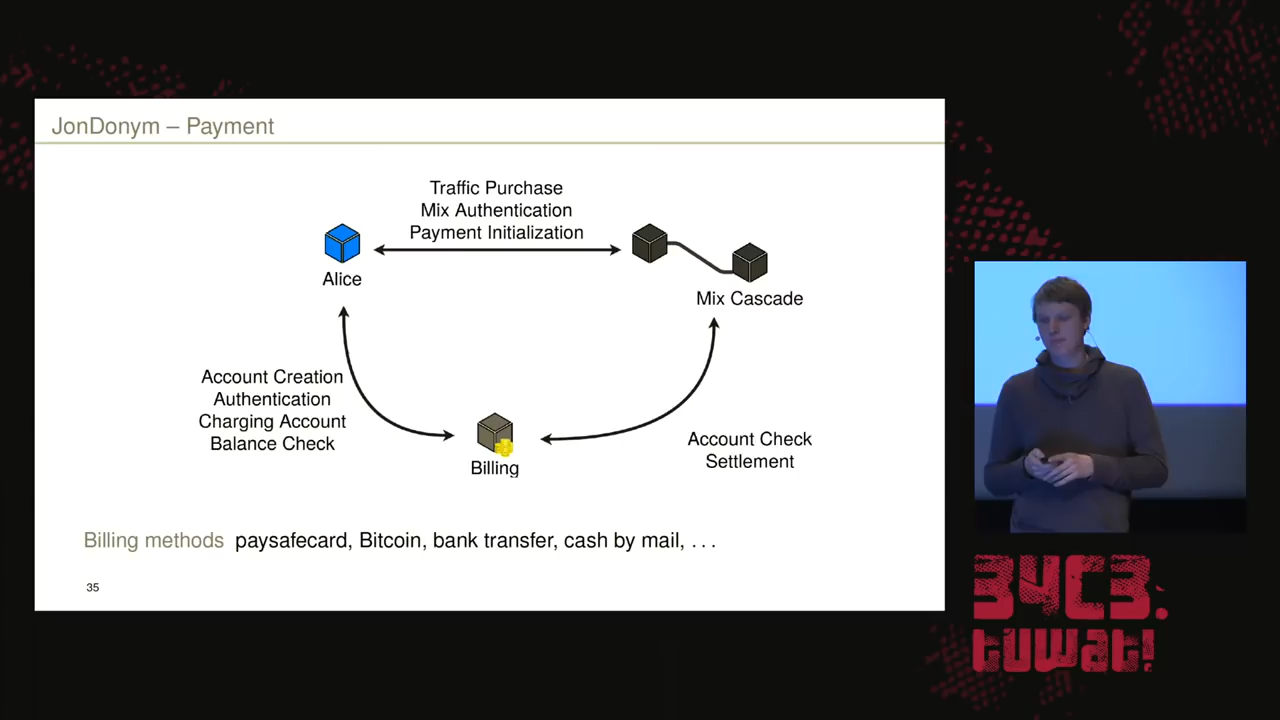 JonDonym – Payment
Traffic Purchase
Mix Authentication
Payment Initialization
Alice
Mix Cascade
Account Creation
Authentication
Charging Account
Balance Check
Billing
Account Check
Settlement
Billing methods paysafecard, Bitcoin, bank transfer, cash by mail, . . .
35
34C3.
tuwat!